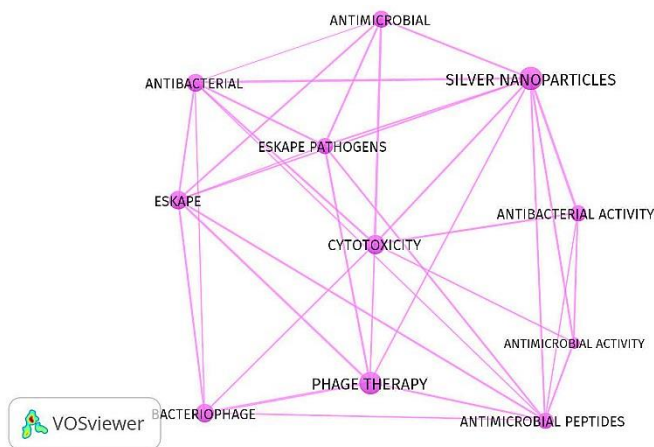 ANTIMICROBIAL
ANTIBACTERIAL
SILVER NANOPARTICLES
ESKAPE PATHOGENS
ESKAPE
ANTIBACTERIAL ACTIVITY
CYTOTOXICITY
ANTIMICROBIAL ACTIVITY
PHAGE THERAPY
BACTERIOPHAGE
ANTIMICROBIAL PEPTIDES
VOSviewer